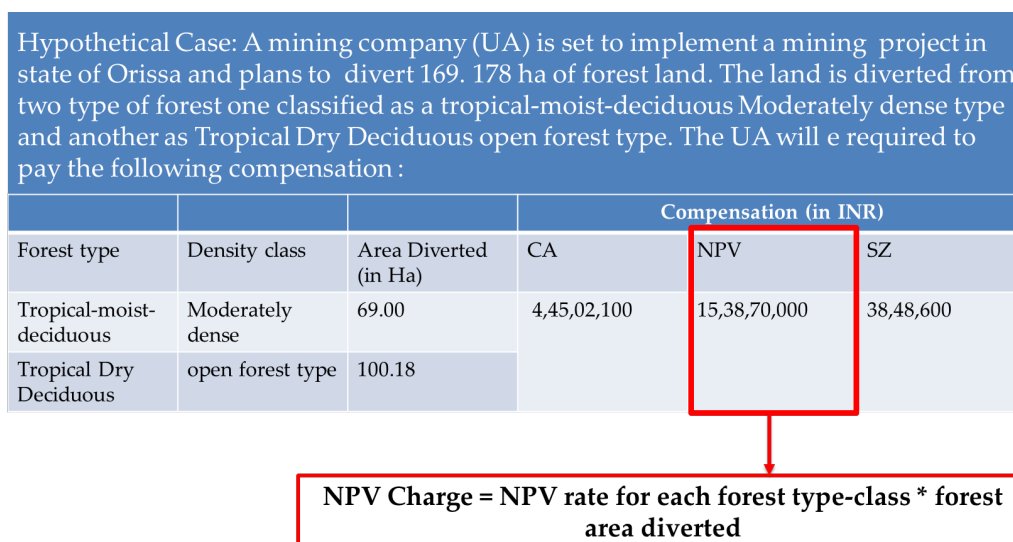 Hypothetical Case: A mining company (UA) is set to implement a mining project in
state of Orissa and plans to divert 169. 178 ha of forest land. The land is diverted from
two type of forest one classified as a tropical-moist-deciduous Moderately dense type
and another as Tropical Dry Deciduous open forest type. The UA will e required to
pay the following compensation :
Compensation (in INR)
Forest type Density class Area Diverted (in Ha) CA NPV SZ
Tropical-moist-deciduous Moderately dense 69.00 4,45,02,100 15,38,70,000 38,48,600
Tropical Dry Deciduous open forest type 100.18
NPV Charge = NPV rate for each forest type-class * forest
area diverted